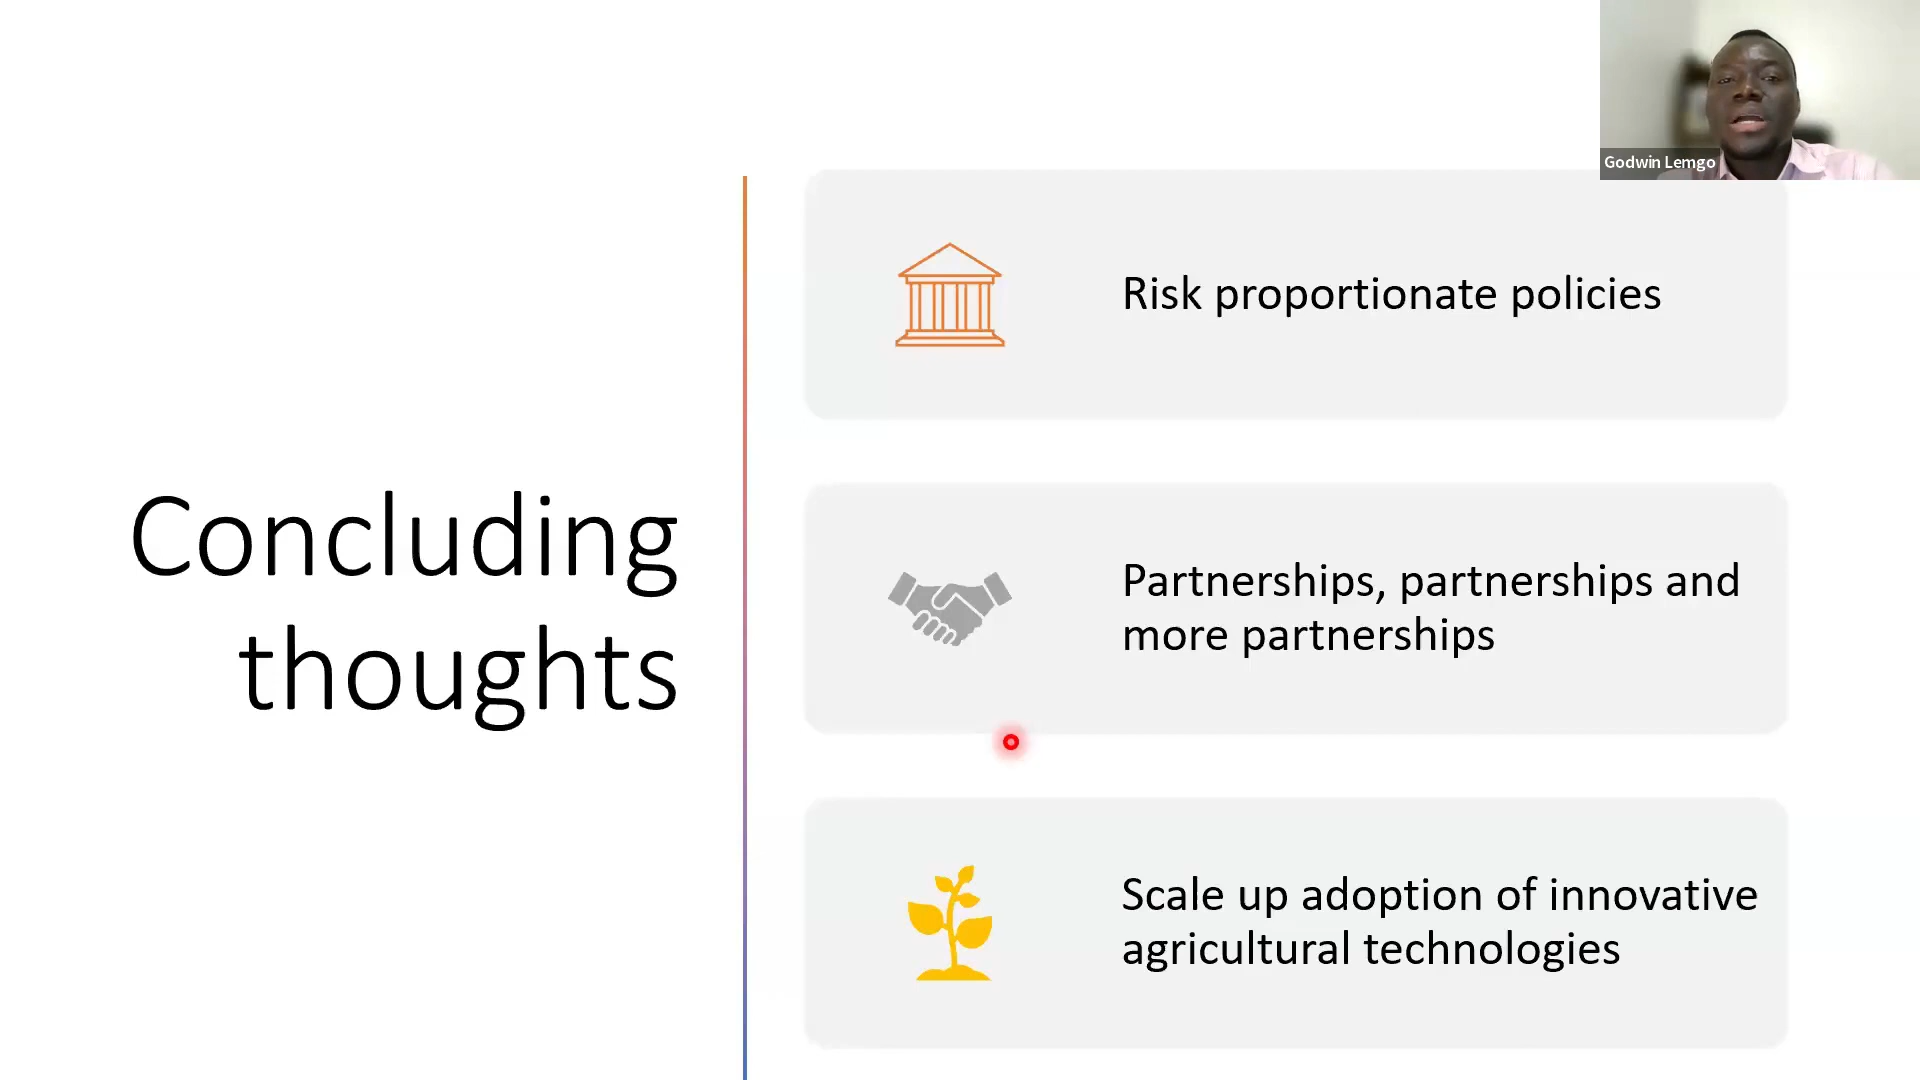 Godwin Lemgo
Concluding
thoughts
Risk proportionate policies
Partnerships, partnerships and
more partnerships
Scale up adoption of innovative
agricultural technologies